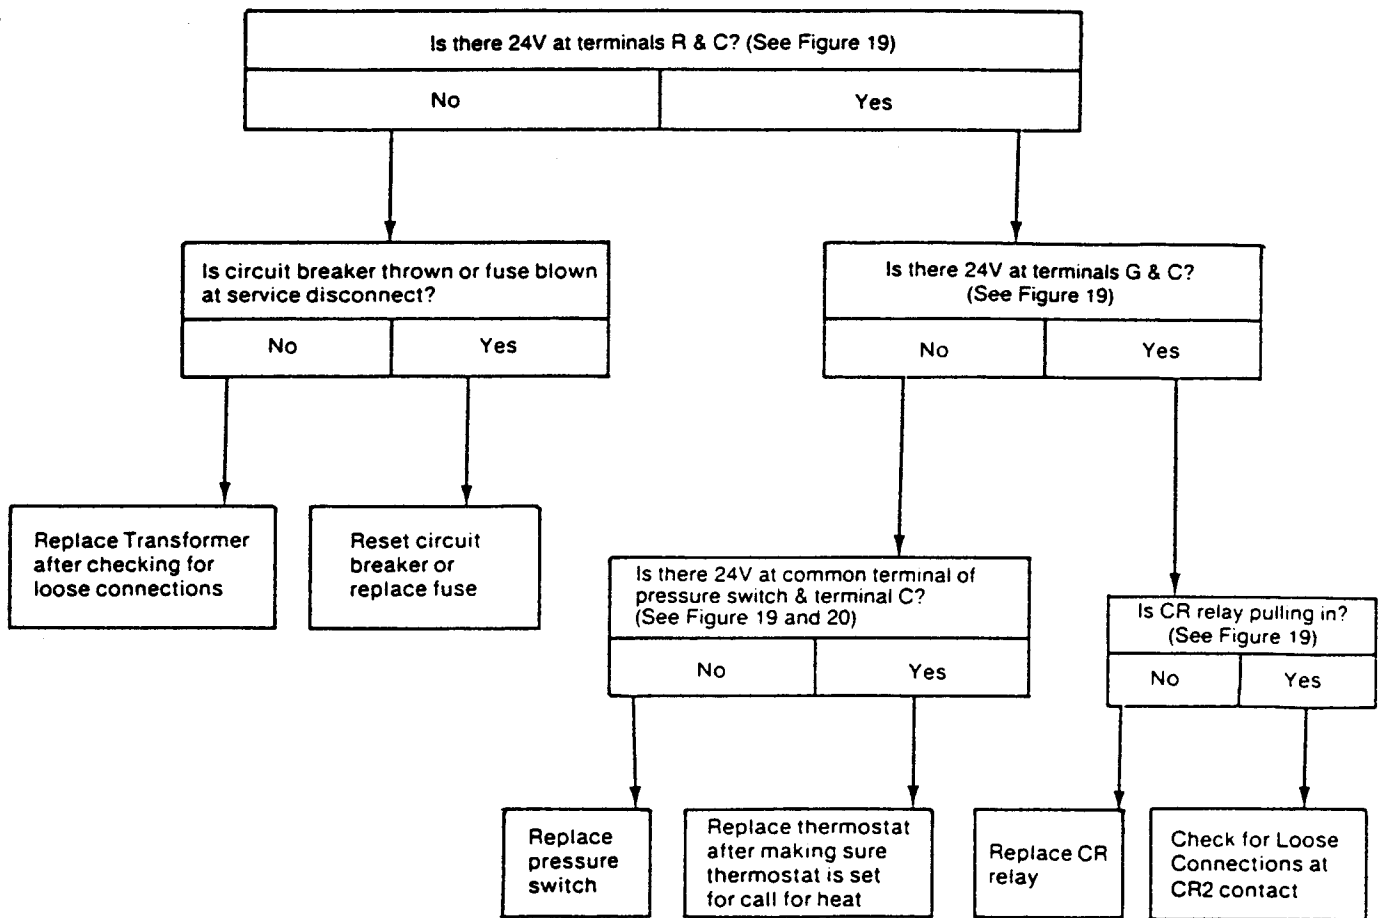 Is there 24V at terminals R & C? (See Figure 19)
No
Yes
Is circuit breaker thrown or fuse blown
at service disconnect?
No
Yes
Is there 24V at terminals G & C?
(See Figure 19)
No
Yes
Replace Transformer
after checking for
loose connections
Reset circuit
breaker or
replace fuse
Is there 24V at common terminal of
pressure switch & terminal C?
(See Figure 19 and 20)
No
Yes
Is CR relay pulling in?
(See Figure 19)
No
Yes
Replace
pressure
switch
Replace thermostat
after making sure
thermostat is set
for call for heat
Replace CR
relay
Check for Loose
Connections at
CR2 contact